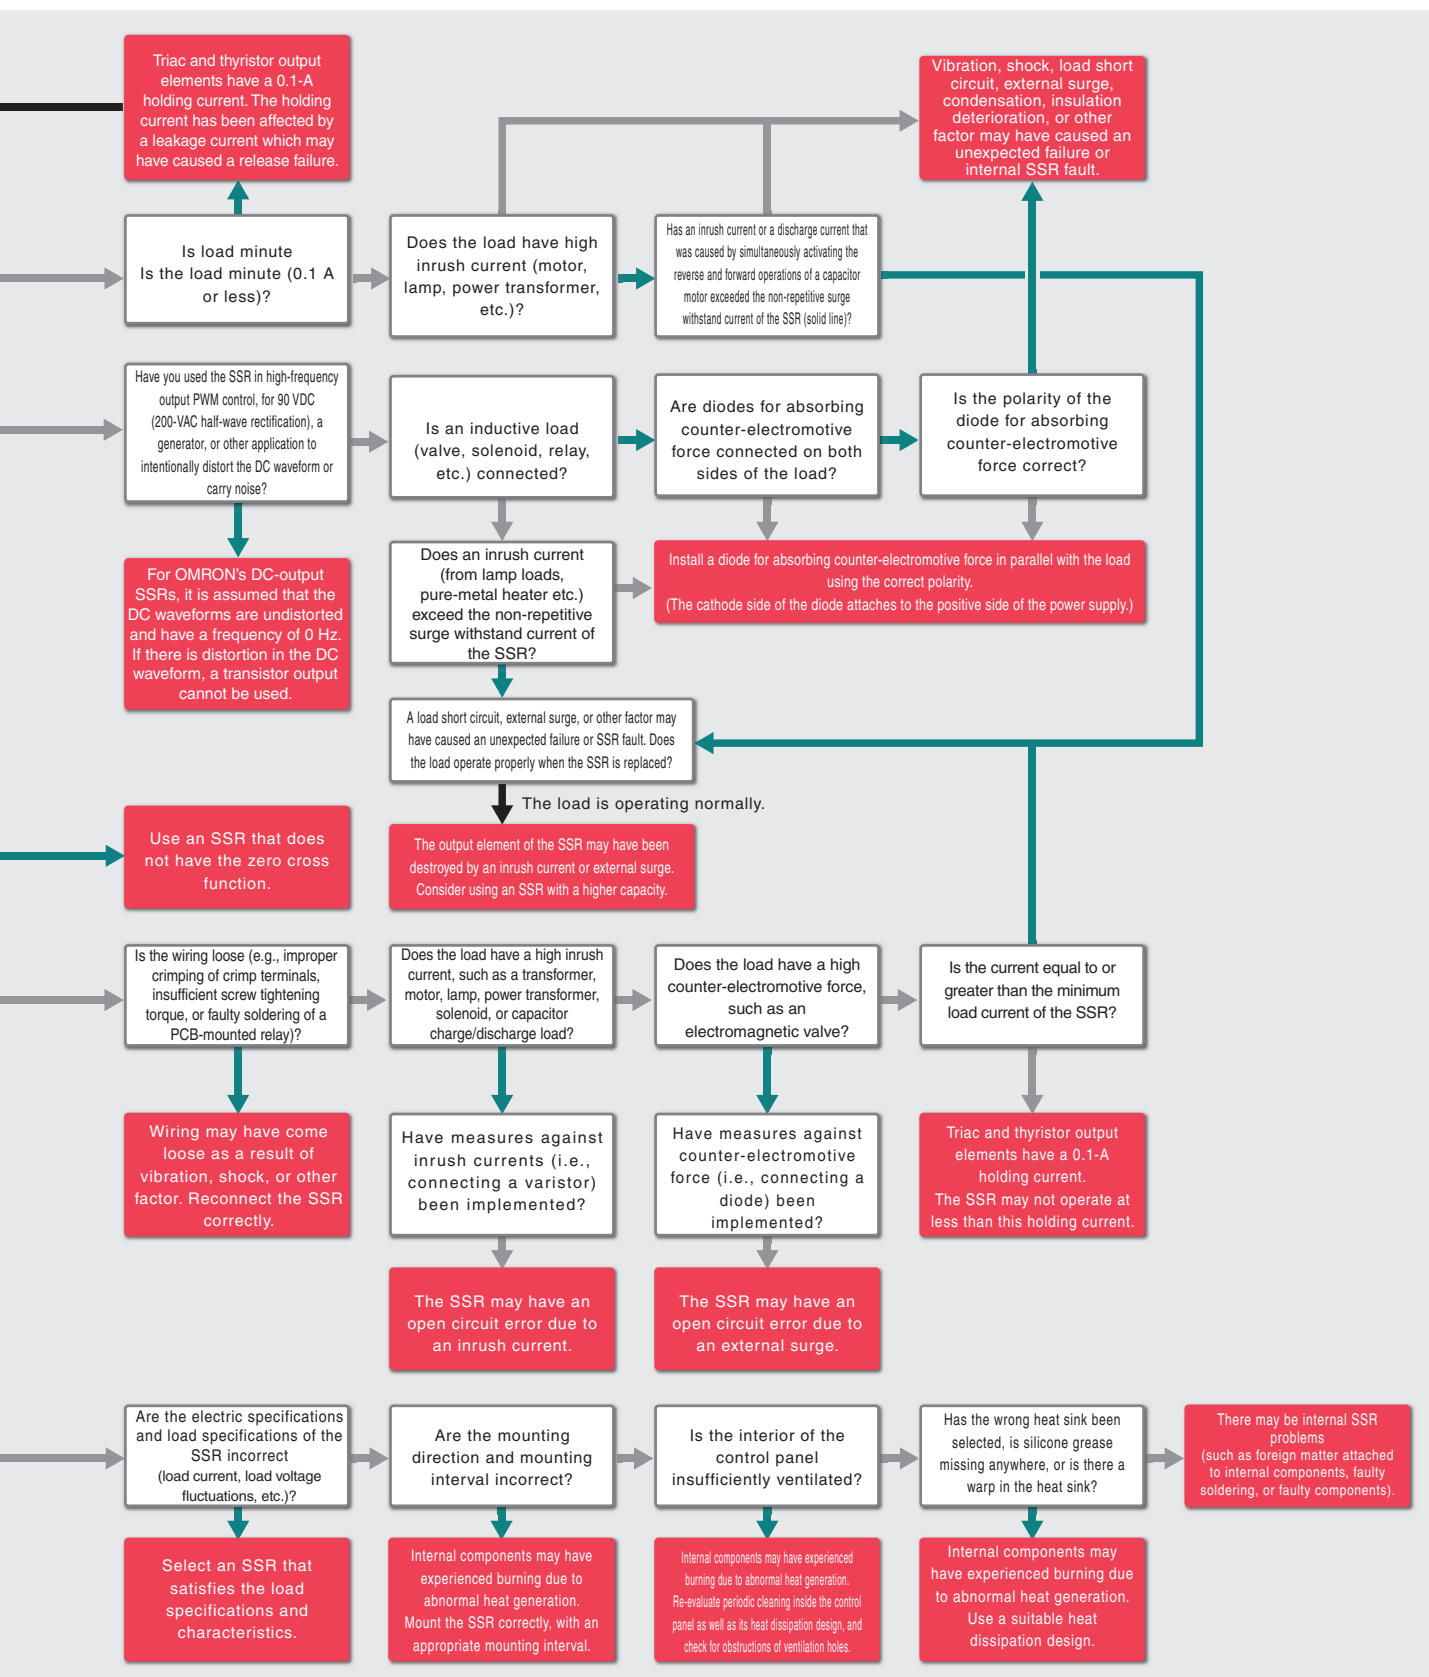 Triac and thyristor output
elements have a 0.1-A
holding current. The holding
current has been affected by
a leakage current which may
have caused a release failure.
Vibration, shock, load short
circuit, external surge,
condensation, insulation
deterioration, or other
factor may have caused an
unexpected failure or
internal SSR fault.
Is load minute
Is the load minute (0.1 A
or less)?
Does the load have high
inrush current (motor,
lamp, power transformer,
etc.)?
Has an inrush current or a discharge current that
was caused by simultaneously activating the
reverse and forward operations of a capacitor
motor exceeded the non-repetitive surge
withstand current of the SSR (solid line)?
Have you used the SSR in high-frequency
output PWM control, for 90 VDC
(200-VAC half-wave rectification), a
generator, or other application to
intentionally distort the DC waveform or
carry noise?
Is an inductive load
(valve, solenoid, relay,
etc.) connected?
Are diodes for absorbing
counter-electromotive
force connected on both
sides of the load?
Is the polarity of the
diode for absorbing
counter-electromotive
force correct?
For OMRON's DC-output
SSRs, it is assumed that the
DC waveforms are undistorted
and have a frequency of 0 Hz.
If there is distortion in the DC
waveform, a transistor output
cannot be used.
Does an inrush current
(from lamp loads,
pure-metal heater etc.)
exceed the non-repetitive
surge withstand current of
the SSR?
Install a diode for absorbing counter-electromotive force in parallel with the load
using the correct polarity.
(The cathode side of the diode attaches to the positive side of the power supply.)
A load short circuit, external surge, or other factor may
have caused an unexpected failure or SSR fault. Does
the load operate properly when the SSR is replaced?
The load is operating normally.
Use an SSR that does
not have the zero cross
function.
The output element of the SSR may have been
destroyed by an inrush current or external surge.
Consider using an SSR with a higher capacity.
Is the wiring loose (e.g., improper
crimping of crimp terminals,
insufficient screw tightening
torque, or faulty soldering of a
PCB-mounted relay)?
Does the load have a high inrush
current, such as a transformer,
motor, lamp, power transformer,
solenoid, or capacitor
charge/discharge load?
Does the load have a high
counter-electromotive force,
such as an
electromagnetic valve?
Is the current equal to or
greater than the minimum
load current of the SSR?
Wiring may have come
loose as a result of
vibration, shock, or other
factor. Reconnect the SSR
correctly.
Have measures against
inrush currents (i.e.,
connecting a varistor)
been implemented?
Have measures against
counter-electromotive
force (i.e., connecting a
diode) been
implemented?
Triac and thyristor output
elements have a 0.1-A
holding current.
The SSR may not operate at
less than this holding current.
The SSR may have an
open circuit error due to
an inrush current.
The SSR may have an
open circuit error due to
an external surge.
Are the electric specifications
and load specifications of the
SSR incorrect
(load current, load voltage
fluctuations, etc.)?
Are the mounting
direction and mounting
interval incorrect?
Is the interior of the
control panel
insufficiently ventilated?
Has the wrong heat sink been
selected, is silicone grease
missing anywhere, or is there a
warp in the heat sink?
There may be internal SSR
problems
(such as foreign matter attached
to internal components, faulty
soldering, or faulty components).
Select an SSR that
satisfies the load
specifications and
characteristics.
Internal components may have
experienced burning due to
abnormal heat generation.
Mount the SSR correctly, with an
appropriate mounting interval.
Internal components may have experienced
burning due to abnormal heat generation.
Re-evaluate periodic cleaning inside the control
panel as well as its heat dissipation design, and
check for obstructions of ventilation holes.
Internal components may
have experienced burning due
to abnormal heat generation.
Use a suitable heat
dissipation design.